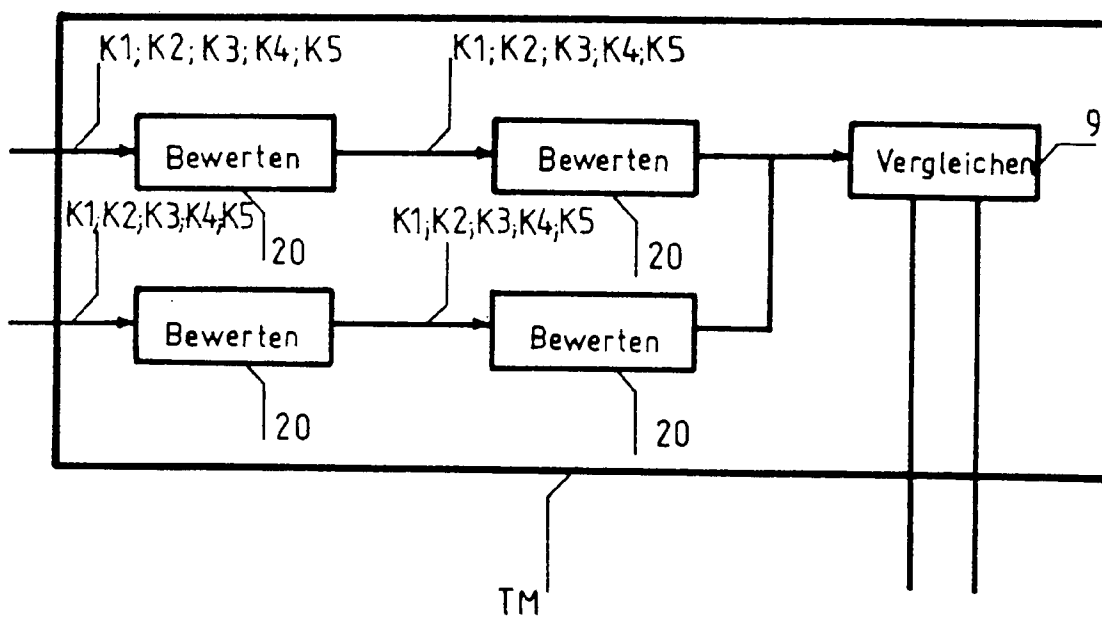 K1; K2; K3; K4; K5
K1; K2; K3; K4; K5
9
Bewerten
Bewerten
Vergleichen
K1;K2;K3;K4;K5
20
K1;K2;K3;K4;K5
20
Bewerten
Bewerten
20
20
TM